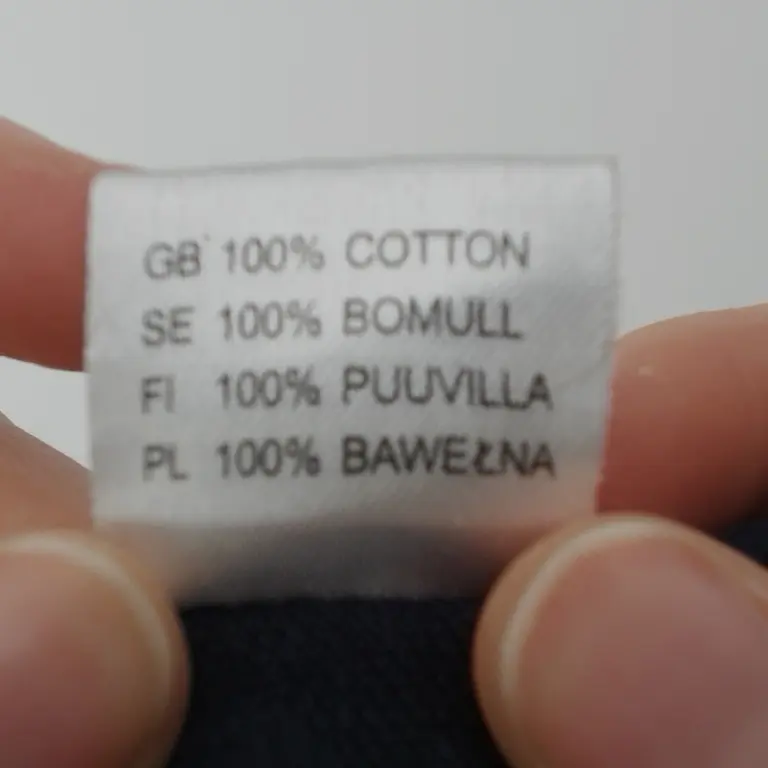 GB 100% COTTON
SE 100% BOMULL
FI 100% PUUVILLA
PL 100% BAWEŁNA